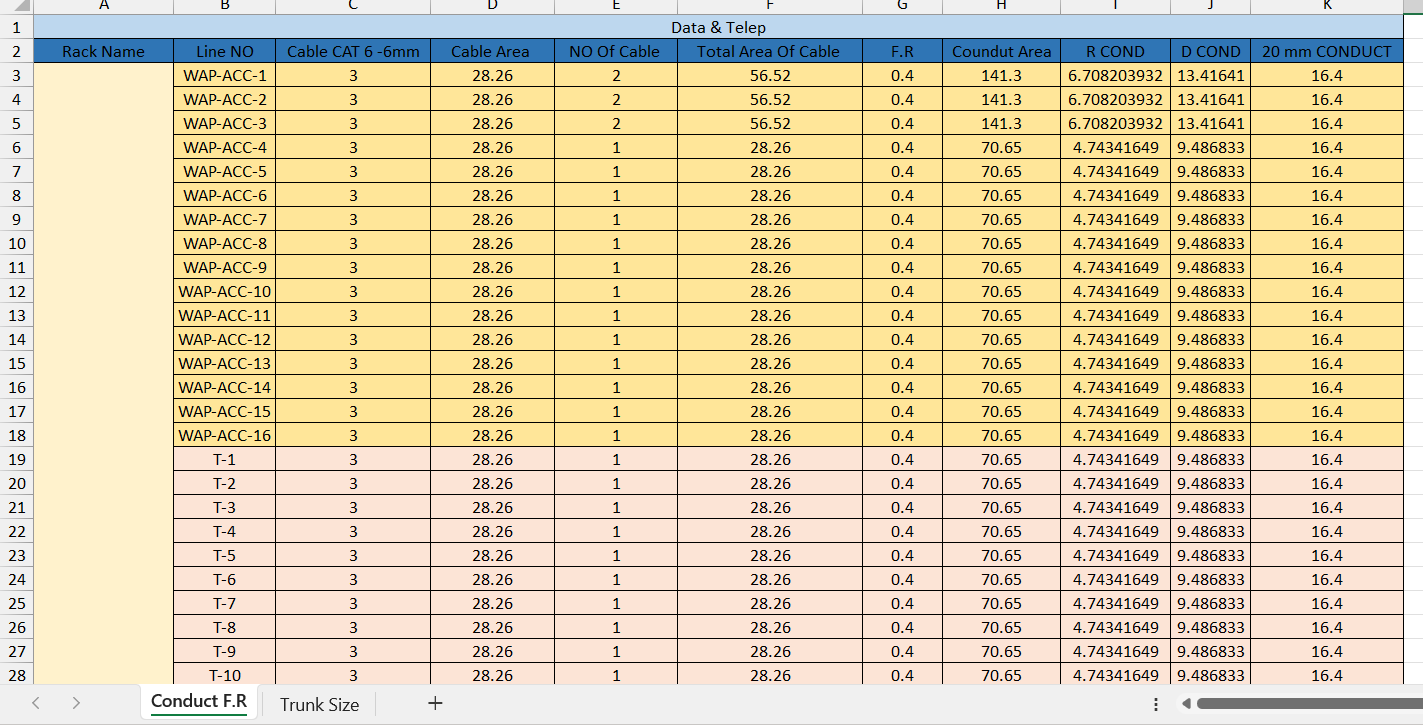 A B C D E F G H I J K
1 Data & Telep
2 Rack Name Line NO Cable CAT 6 -6mm Cable Area NO Of Cable Total Area Of Cable F.R Coundut Area R COND D COND 20 mm CONDUCT
3 WAP-ACC-1 3 28.26 2 56.52 0.4 141.3 6.708203932 13.41641 16.4
4 WAP-ACC-2 3 28.26 2 56.52 0.4 141.3 6.708203932 13.41641 16.4
5 WAP-ACC-3 3 28.26 2 56.52 0.4 141.3 6.708203932 13.41641 16.4
6 WAP-ACC-4 3 28.26 1 28.26 0.4 70.65 4.74341649 9.486833 16.4
7 WAP-ACC-5 3 28.26 1 28.26 0.4 70.65 4.74341649 9.486833 16.4
8 WAP-ACC-6 3 28.26 1 28.26 0.4 70.65 4.74341649 9.486833 16.4
9 WAP-ACC-7 3 28.26 1 28.26 0.4 70.65 4.74341649 9.486833 16.4
10 WAP-ACC-8 3 28.26 1 28.26 0.4 70.65 4.74341649 9.486833 16.4
11 WAP-ACC-9 3 28.26 1 28.26 0.4 70.65 4.74341649 9.486833 16.4
12 WAP-ACC-10 3 28.26 1 28.26 0.4 70.65 4.74341649 9.486833 16.4
13 WAP-ACC-11 3 28.26 1 28.26 0.4 70.65 4.74341649 9.486833 16.4
14 WAP-ACC-12 3 28.26 1 28.26 0.4 70.65 4.74341649 9.486833 16.4
15 WAP-ACC-13 3 28.26 1 28.26 0.4 70.65 4.74341649 9.486833 16.4
16 WAP-ACC-14 3 28.26 1 28.26 0.4 70.65 4.74341649 9.486833 16.4
17 WAP-ACC-15 3 28.26 1 28.26 0.4 70.65 4.74341649 9.486833 16.4
18 WAP-ACC-16 3 28.26 1 28.26 0.4 70.65 4.74341649 9.486833 16.4
19 T-1 3 28.26 1 28.26 0.4 70.65 4.74341649 9.486833 16.4
20 T-2 3 28.26 1 28.26 0.4 70.65 4.74341649 9.486833 16.4
21 T-3 3 28.26 1 28.26 0.4 70.65 4.74341649 9.486833 16.4
22 T-4 3 28.26 1 28.26 0.4 70.65 4.74341649 9.486833 16.4
23 T-5 3 28.26 1 28.26 0.4 70.65 4.74341649 9.486833 16.4
24 T-6 3 28.26 1 28.26 0.4 70.65 4.74341649 9.486833 16.4
25 T-7 3 28.26 1 28.26 0.4 70.65 4.74341649 9.486833 16.4
26 T-8 3 28.26 1 28.26 0.4 70.65 4.74341649 9.486833 16.4
27 T-9 3 28.26 1 28.26 0.4 70.65 4.74341649 9.486833 16.4
28 T-10 3 28.26 1 28.26 0.4 70.65 4.74341649 9.486833 16.4
Conduct F.R Trunk Size